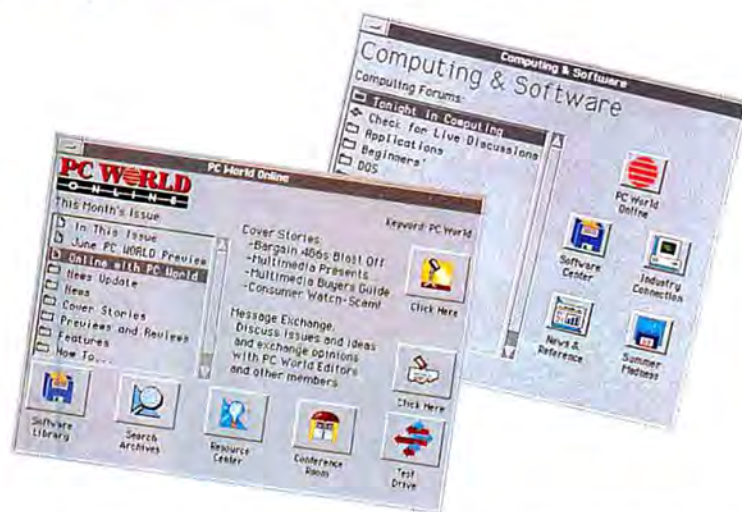 Computing & Software
Computing & Software
Computing Forums:
Tonight in Computing
Check for Live Discussions
Applications
Beginners'
DOS
PC World
Online
Software
Center
Industry
Connection
News &
Reference
Summer
Madness
PC World Online
PC WORLD
ONLINE
Keyword: PC World
This Month's Issue
In This Issue
June PC WORLD Preview
Online with PC World
News Update
News
Cover Stories
Previews and Reviews
Features
How To...
Cover Stories:
-Bargain 486s Blast Off
-Multimedia Presents
-Multimedia Buyers Guide
-Consumer Watch-Scam!
Click Here
Message Exchange.
Discuss issues and ideas
and exchange opinions
with PC World Editors
and other members
Click Here
Software
Library
Search
Archives
Resource
Center
Conference
Room
Test
Drive